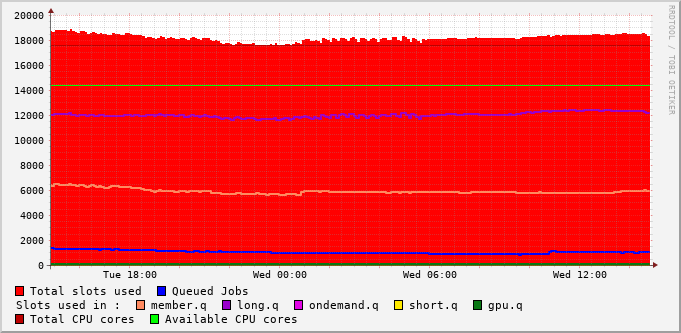 20000
18000
16000
14000
12000
10000
8000
6000
4000
2000
0
Tue 18:00 Wed 00:00 Wed 06:00 Wed 12:00
RRDTOOL / TOBI OETIKER
Total slots used Queued Jobs
Slots used in : member.q long.q ondemand.q short.q gpu.q
Total CPU cores Available CPU cores